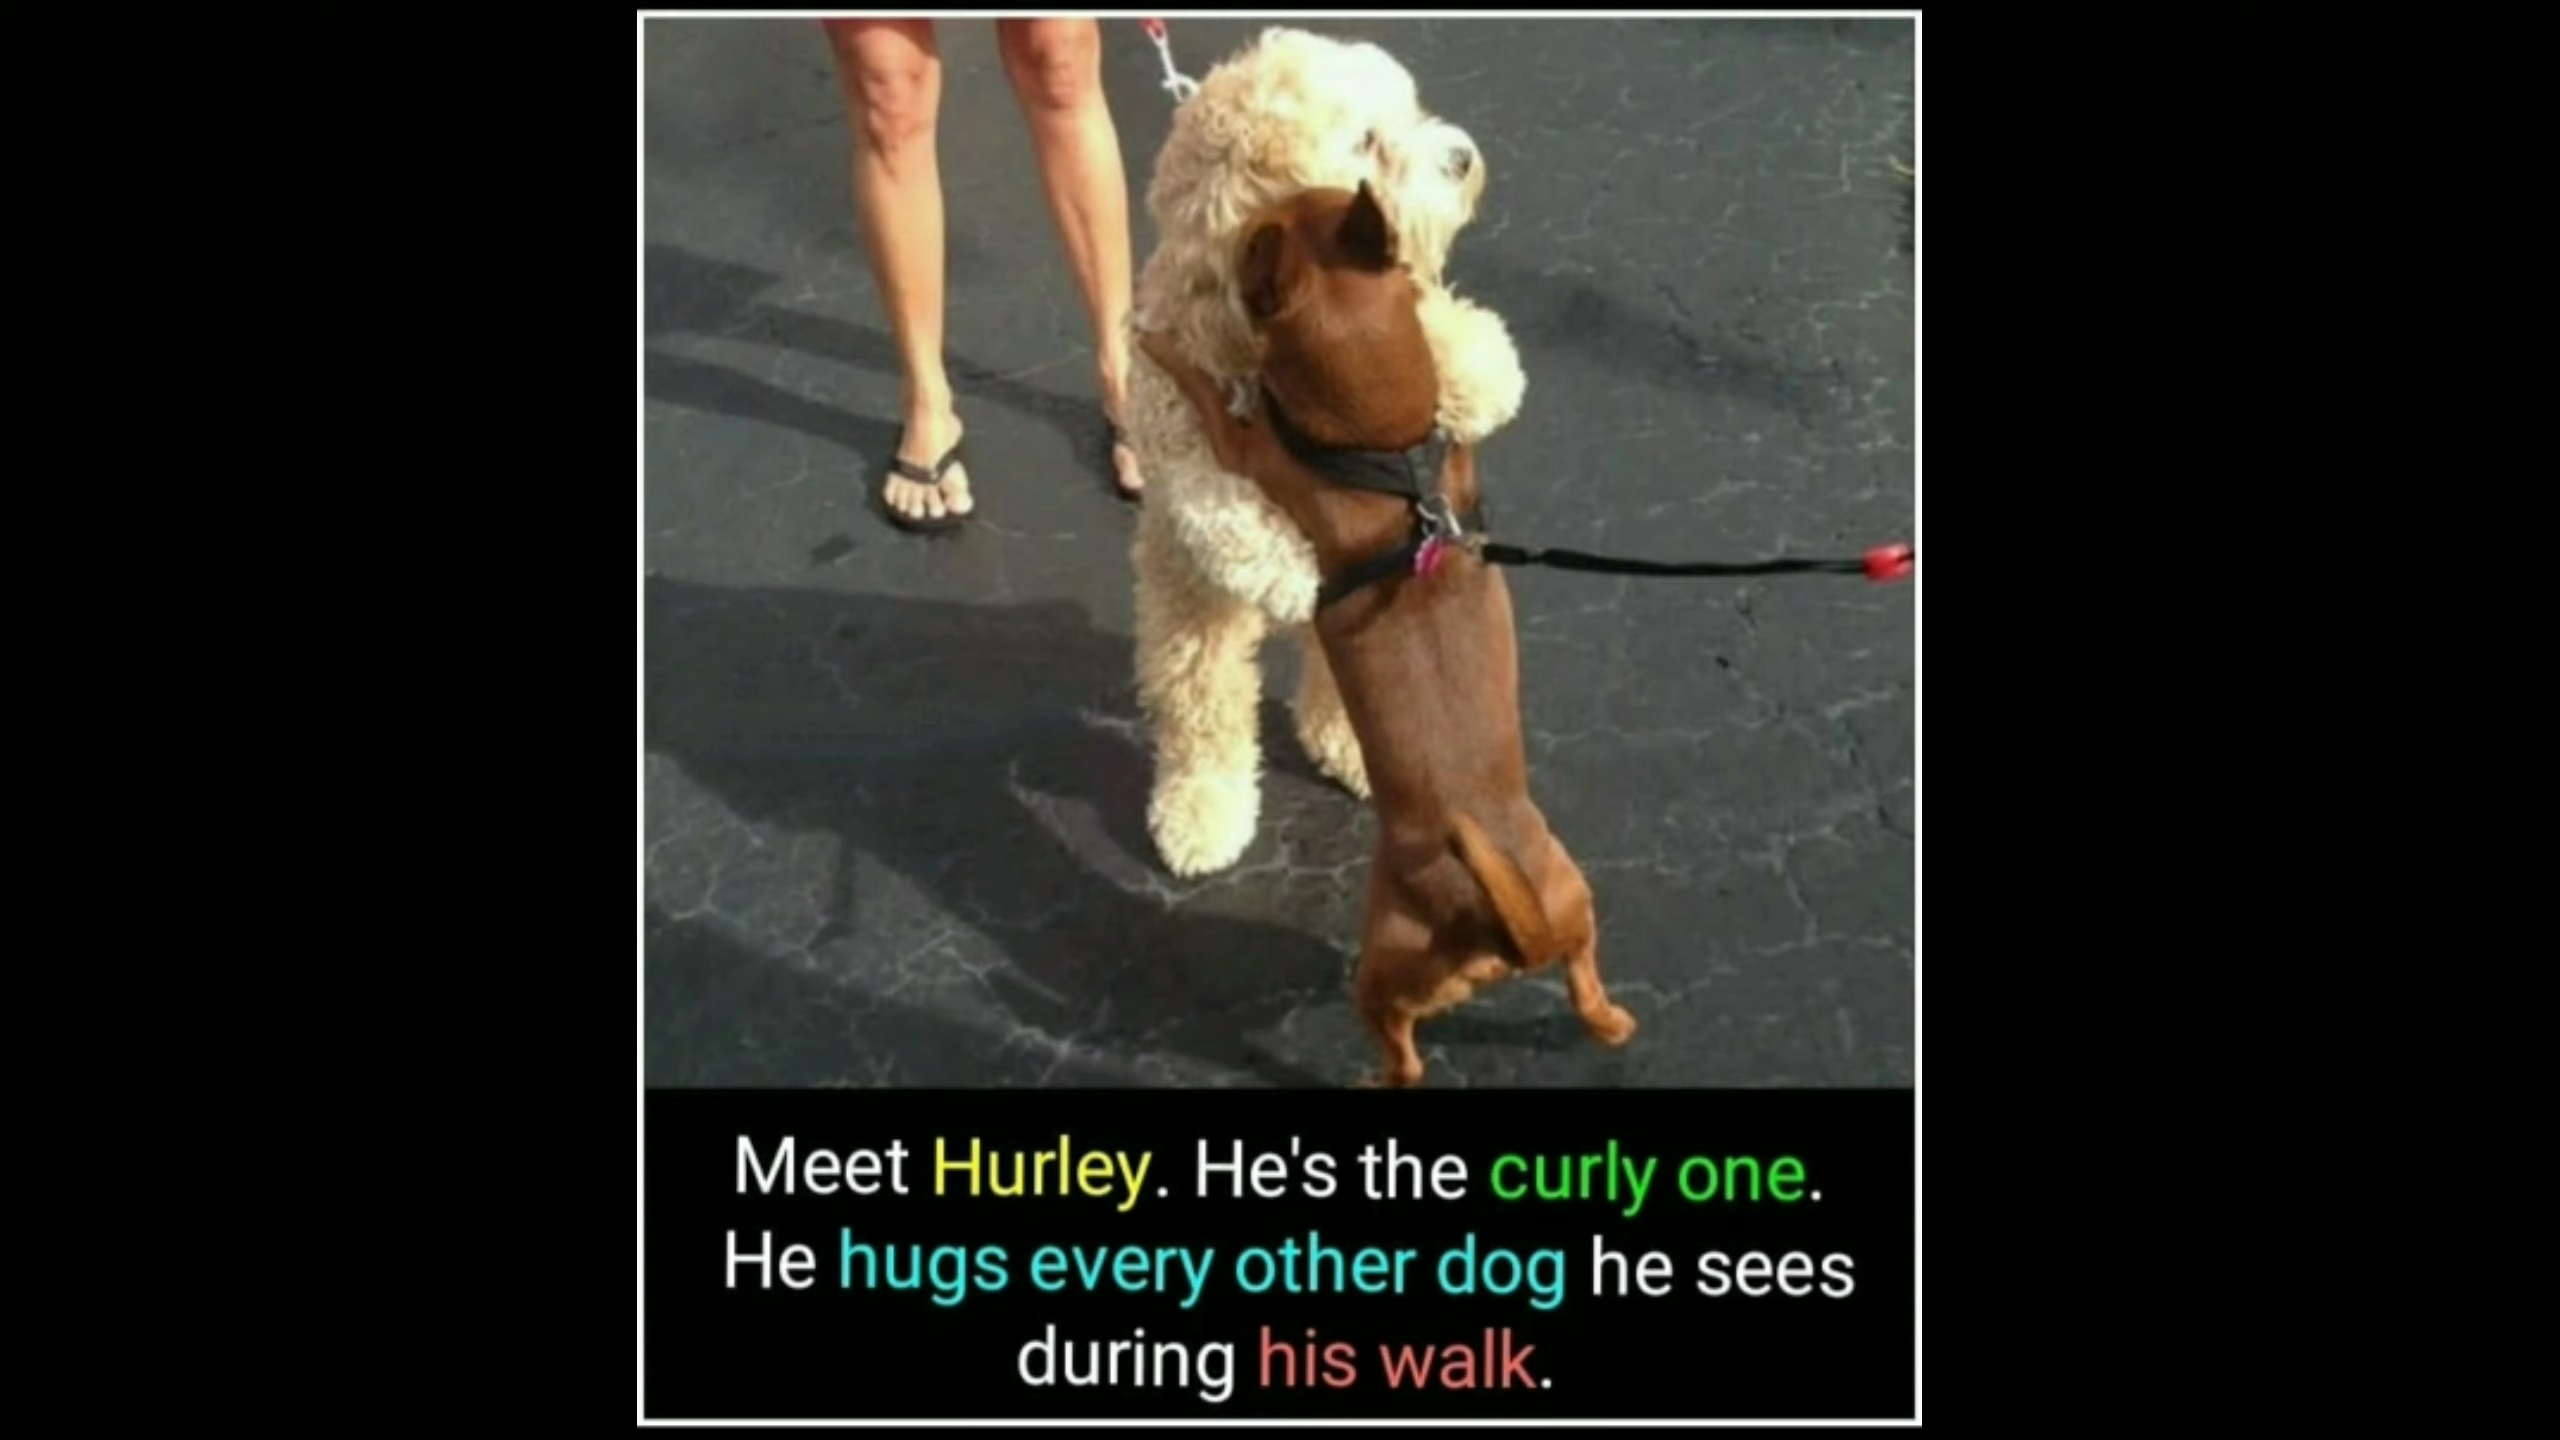 Meet Hurley. He's the curly one.
He hugs every other dog he sees
during his walk.